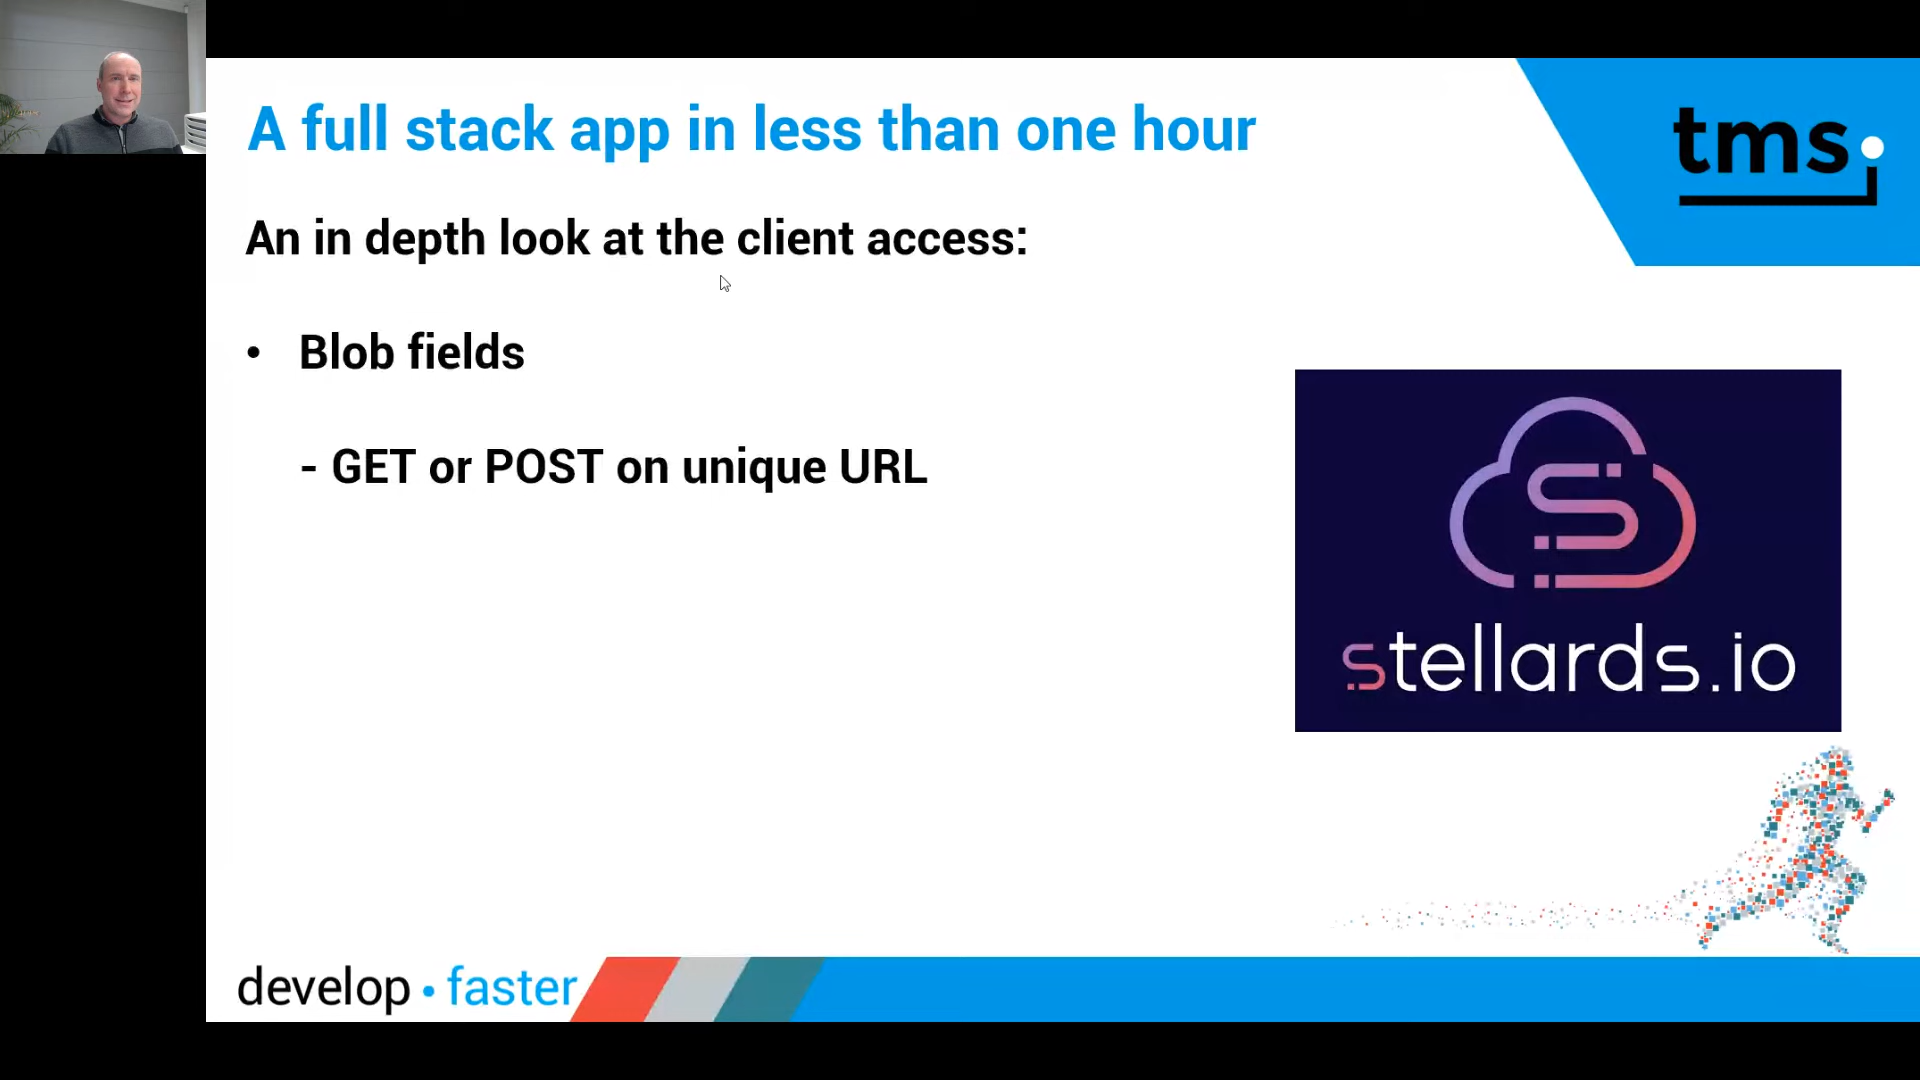 A full stack app in less than one hour
tms
An in depth look at the client access:
• Blob fields
- GET or POST on unique URL
stellards.io
develop • faster